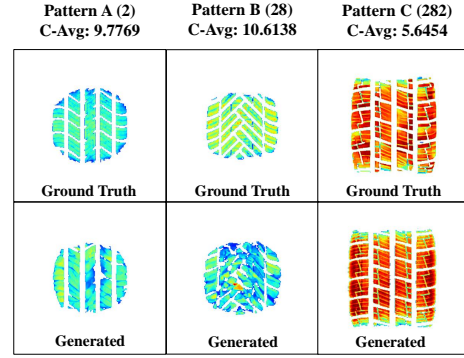 Pattern A (2)
C-Avg: 9.7769
Pattern B (28)
C-Avg: 10.6138
Pattern C (282)
C-Avg: 5.6454
Ground Truth
Ground Truth
Ground Truth
Generated
Generated
Generated